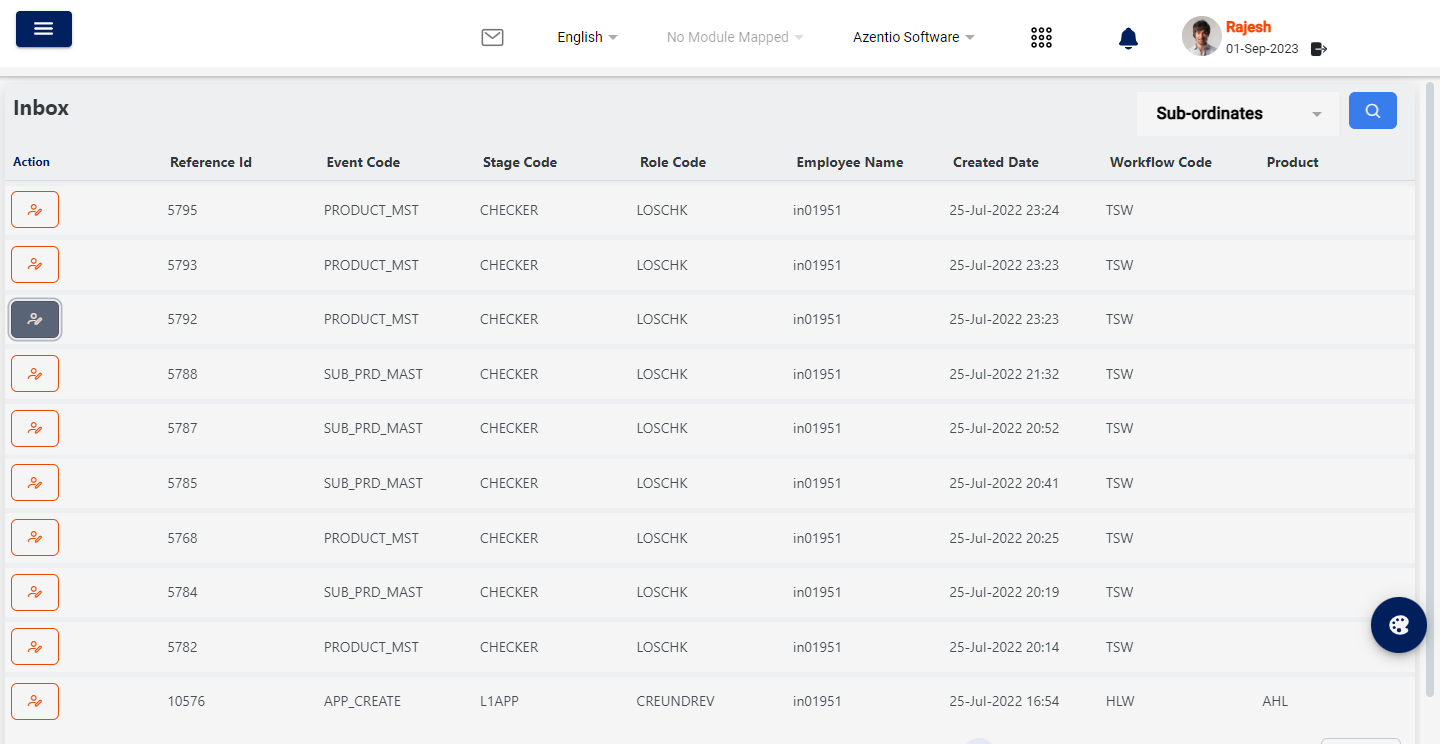 English No Module Mapped Azentio Software Rajesh
01-Sep-2023
Inbox Sub-ordinates
Action Reference Id Event Code Stage Code Role Code Employee Name Created Date Workflow Code Product
5795 PRODUCT_MST CHECKER LOSCHK in01951 25-Jul-2022 23:24 TSW
5793 PRODUCT_MST CHECKER LOSCHK in01951 25-Jul-2022 23:23 TSW
5792 PRODUCT_MST CHECKER LOSCHK in01951 25-Jul-2022 23:23 TSW
5788 SUB_PRD_MAST CHECKER LOSCHK in01951 25-Jul-2022 21:32 TSW
5787 SUB_PRD_MAST CHECKER LOSCHK in01951 25-Jul-2022 20:52 TSW
5785 SUB_PRD_MAST CHECKER LOSCHK in01951 25-Jul-2022 20:41 TSW
5768 PRODUCT_MST CHECKER LOSCHK in01951 25-Jul-2022 20:25 TSW
5784 SUB_PRD_MAST CHECKER LOSCHK in01951 25-Jul-2022 20:19 TSW
5782 PRODUCT_MST CHECKER LOSCHK in01951 25-Jul-2022 20:14 TSW
10576 APP_CREATE L1APP CREUNDREV in01951 25-Jul-2022 16:54 HLW AHL